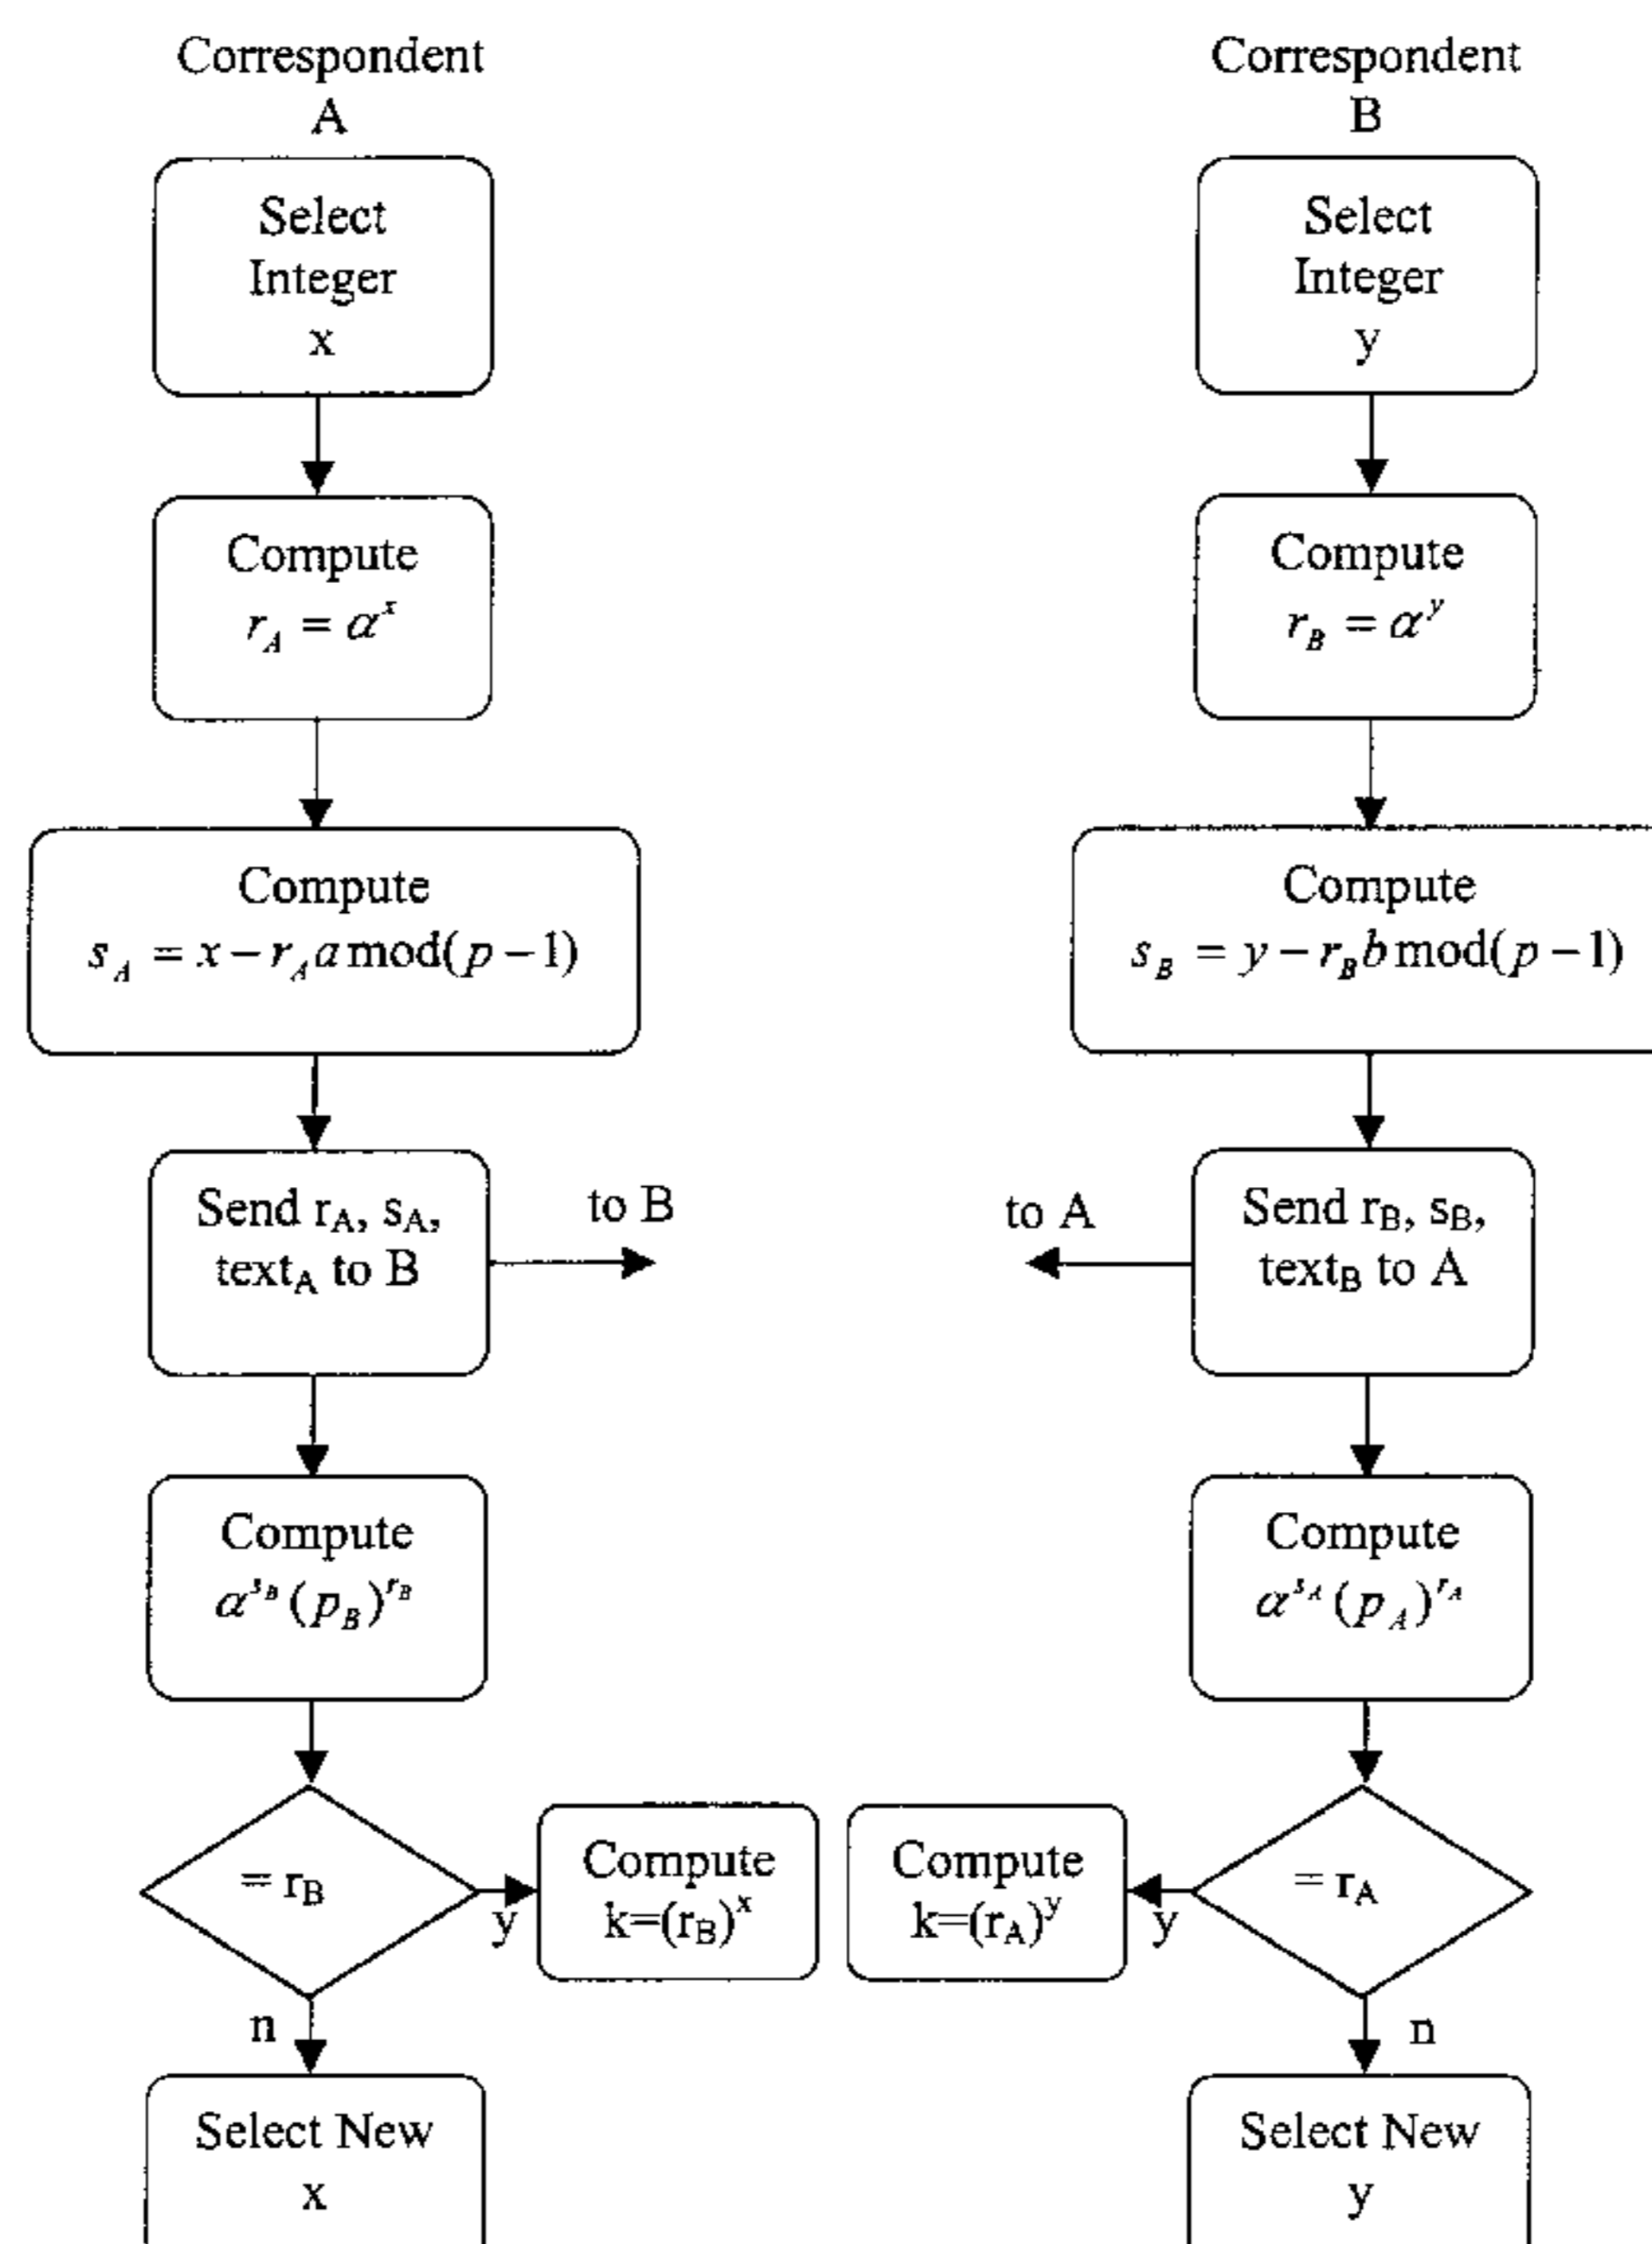 Correspondent
A
Select
Integer
x
Compute
r_A = α^x
Compute
s_A = x – r_A a mod(p – 1)
Send r_A, s_A,
text_A to B
to B
Compute
α^{s_B} (p_B)^{r_B}
= r_B
y
Compute
k=(r_B)^x
n
Select New
x
Correspondent
B
Select
Integer
y
Compute
r_B = α^y
Compute
s_B = y – r_B b mod(p – 1)
to A
Send r_B, s_B,
text_B to A
Compute
α^{s_A} (p_A)^{r_A}
= r_A
y
Compute
k=(r_A)^y
n
Select New
y